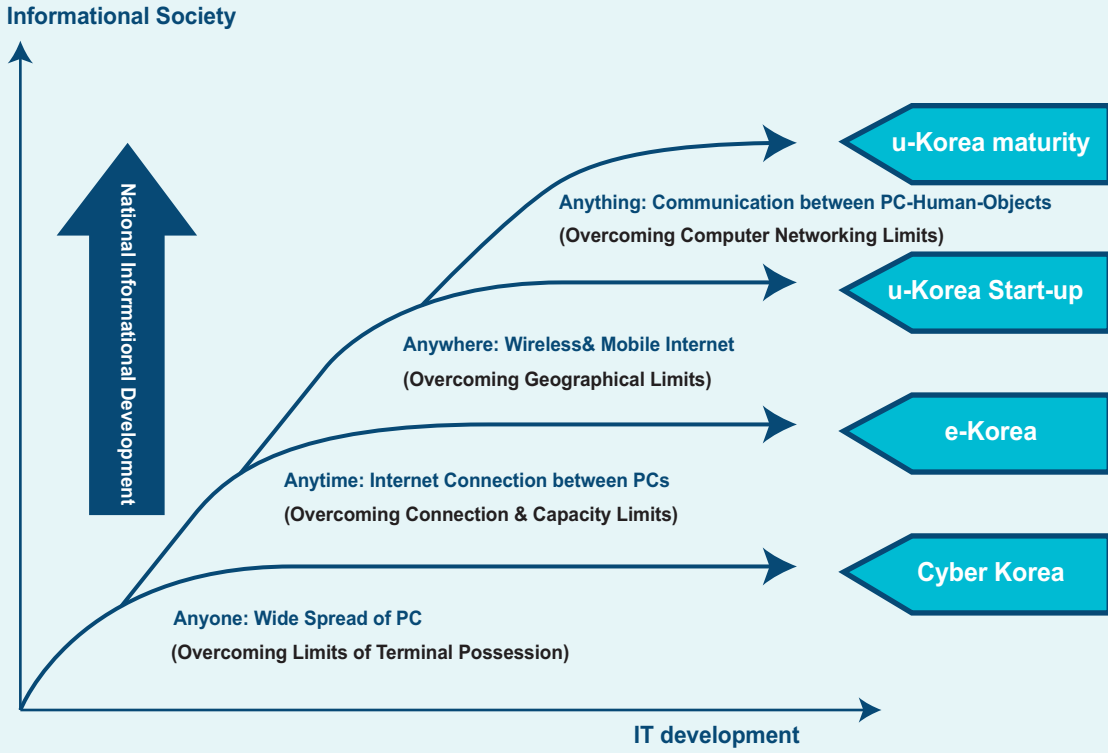 Informational Society
National Informational Development
u-Korea maturity
Anything: Communication between PC-Human-Objects
(Overcoming Computer Networking Limits)
u-Korea Start-up
Anywhere: Wireless& Mobile Internet
(Overcoming Geographical Limits)
e-Korea
Anytime: Internet Connection between PCs
(Overcoming Connection & Capacity Limits)
Cyber Korea
Anyone: Wide Spread of PC
(Overcoming Limits of Terminal Possession)
IT development